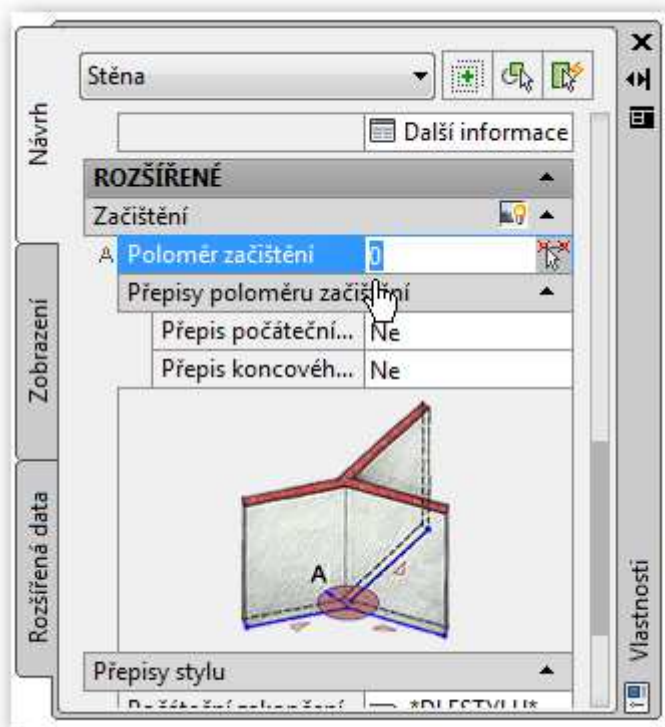 Stěna
Další informace
ROZŠÍŘENÉ
Začištění
A Poloměr začištění 0
Přepisy poloměru začištění
Přepis počáteční... Ne
Přepis koncovéh... Ne
A
Přepisy stylu
Návrh
Zobrazení
Rozšířená data
Vlastnosti